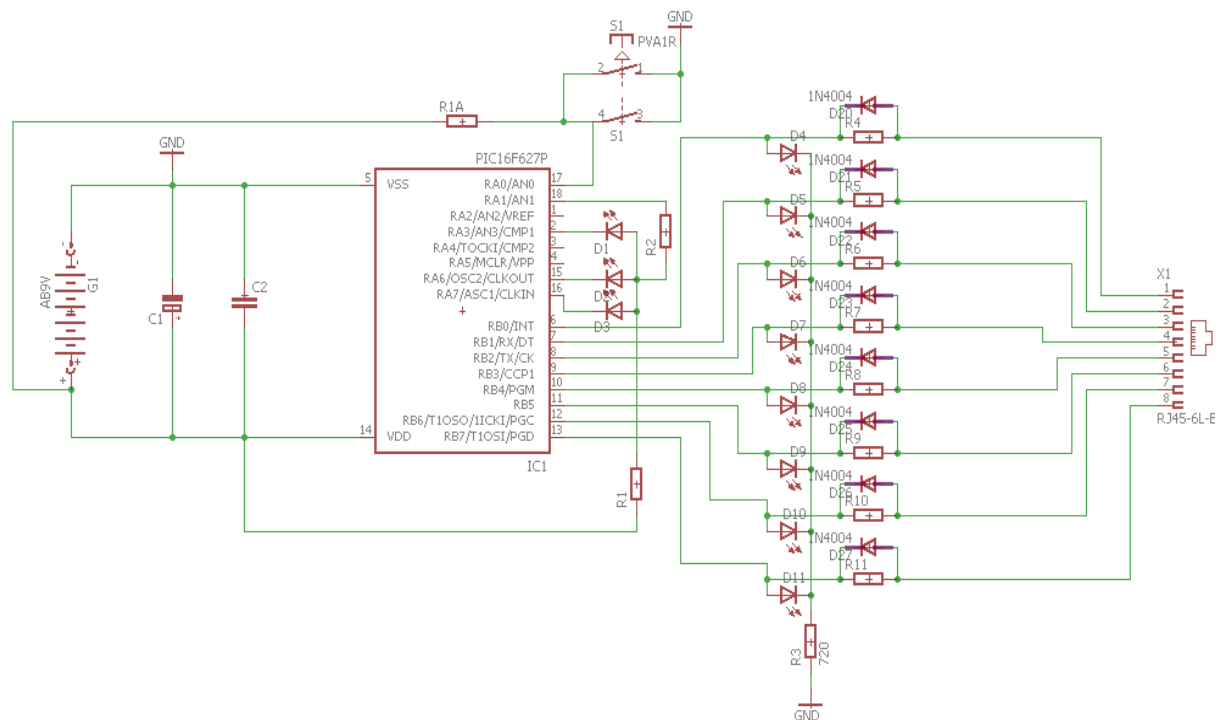 S1
GND
PVA1R
2
1
R1A
4
3
S1
GND
PIC16F627P
5
VSS
RA0/AN0
17
RA1/AN1
18
RA2/AN2/VREF
1
RA3/AN3/CMP1
2
RA4/TOCKI/CMP2
3
RA5/MCLR/VPP
4
RA6/OSC2/CLKOUT
15
RA7/ASC1/CLKIN
16
RB0/INT
6
RB1/RX/DT
7
RB2/TX/CK
8
RB3/CCP1
9
RB4/PGM
10
RB5
11
RB6/T1OSO/1ICKI/PGC
12
RB7/T1OSI/PGD
13
14
VDD
IC1
AB9V
G1
-
+
C1
C2
D1
D2
D3
R2
R1
1N4004
D20
R4
D4
1N4004
D21
R5
D5
1N4004
D22
R6
D6
1N4004
D23
R7
D7
1N4004
D24
R8
D8
1N4004
D25
R9
D9
1N4004
D26
R10
D10
1N4004
D27
R11
D11
R3
720
GND
X1
1
2
3
4
5
6
7
8
RJ45-6L-B